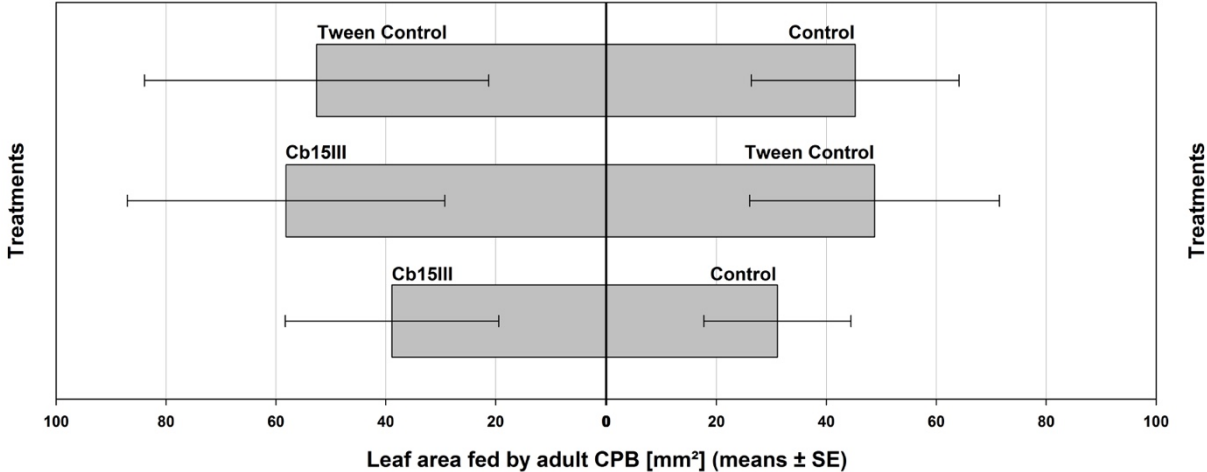 Tween Control Control
Cb15III Tween Control
Cb15III Control
Treatments
Treatments
100 80 60 40 20 0 20 40 60 80 100
Leaf area fed by adult CPB [mm²] (means ± SE)